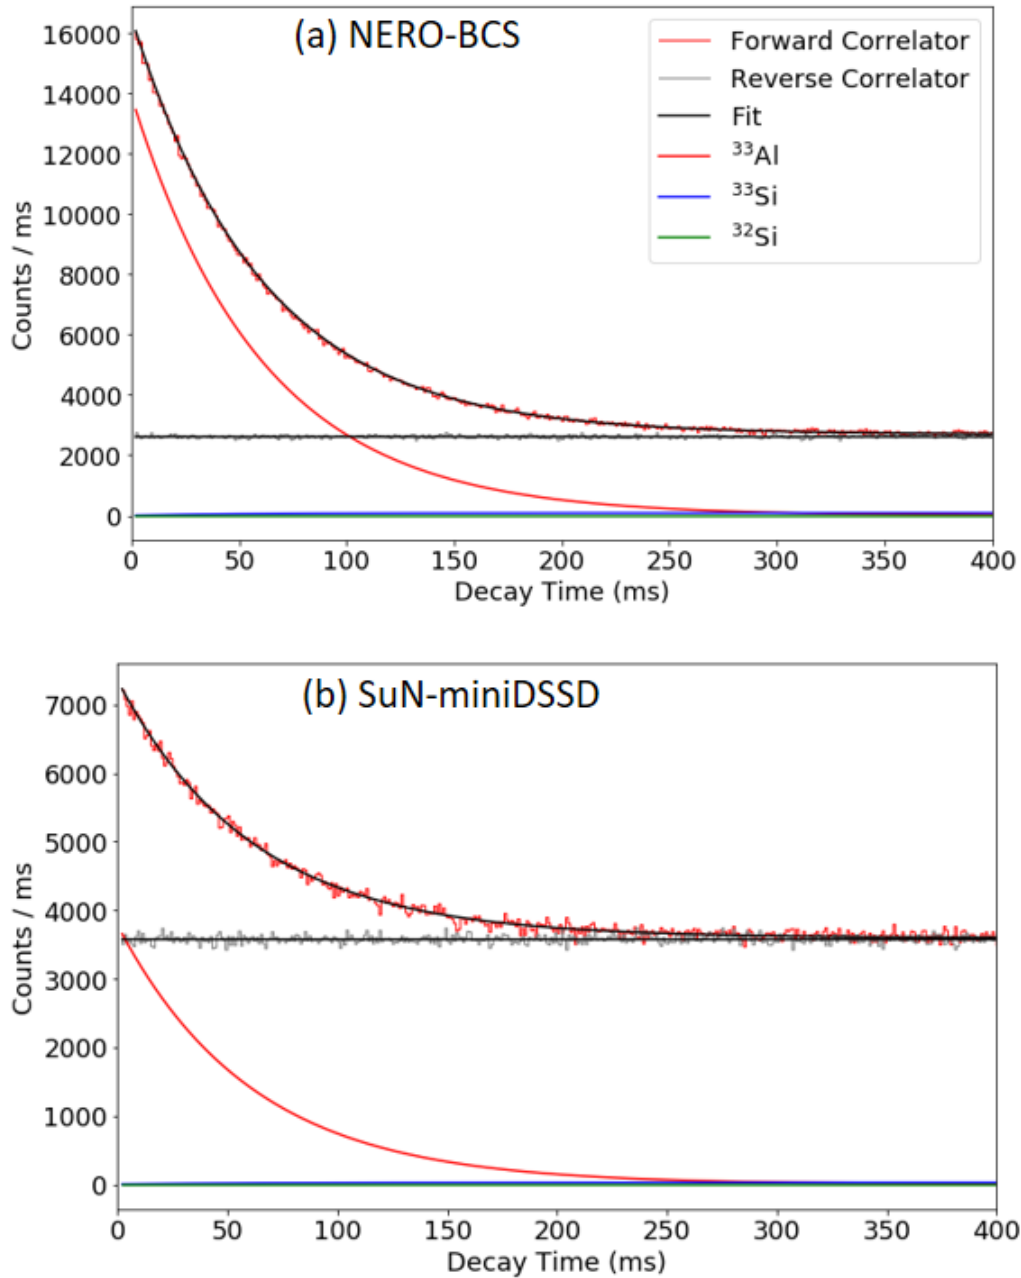 (a) NERO-BCS
Forward Correlator
Reverse Correlator
Fit
³³Al
³³Si
³²Si
16000
14000
12000
10000
8000
6000
4000
2000
0
Counts / ms
0 50 100 150 200 250 300 350 400
Decay Time (ms)
(b) SuN-miniDSSD
7000
6000
5000
4000
3000
2000
1000
0
Counts / ms
0 50 100 150 200 250 300 350 400
Decay Time (ms)